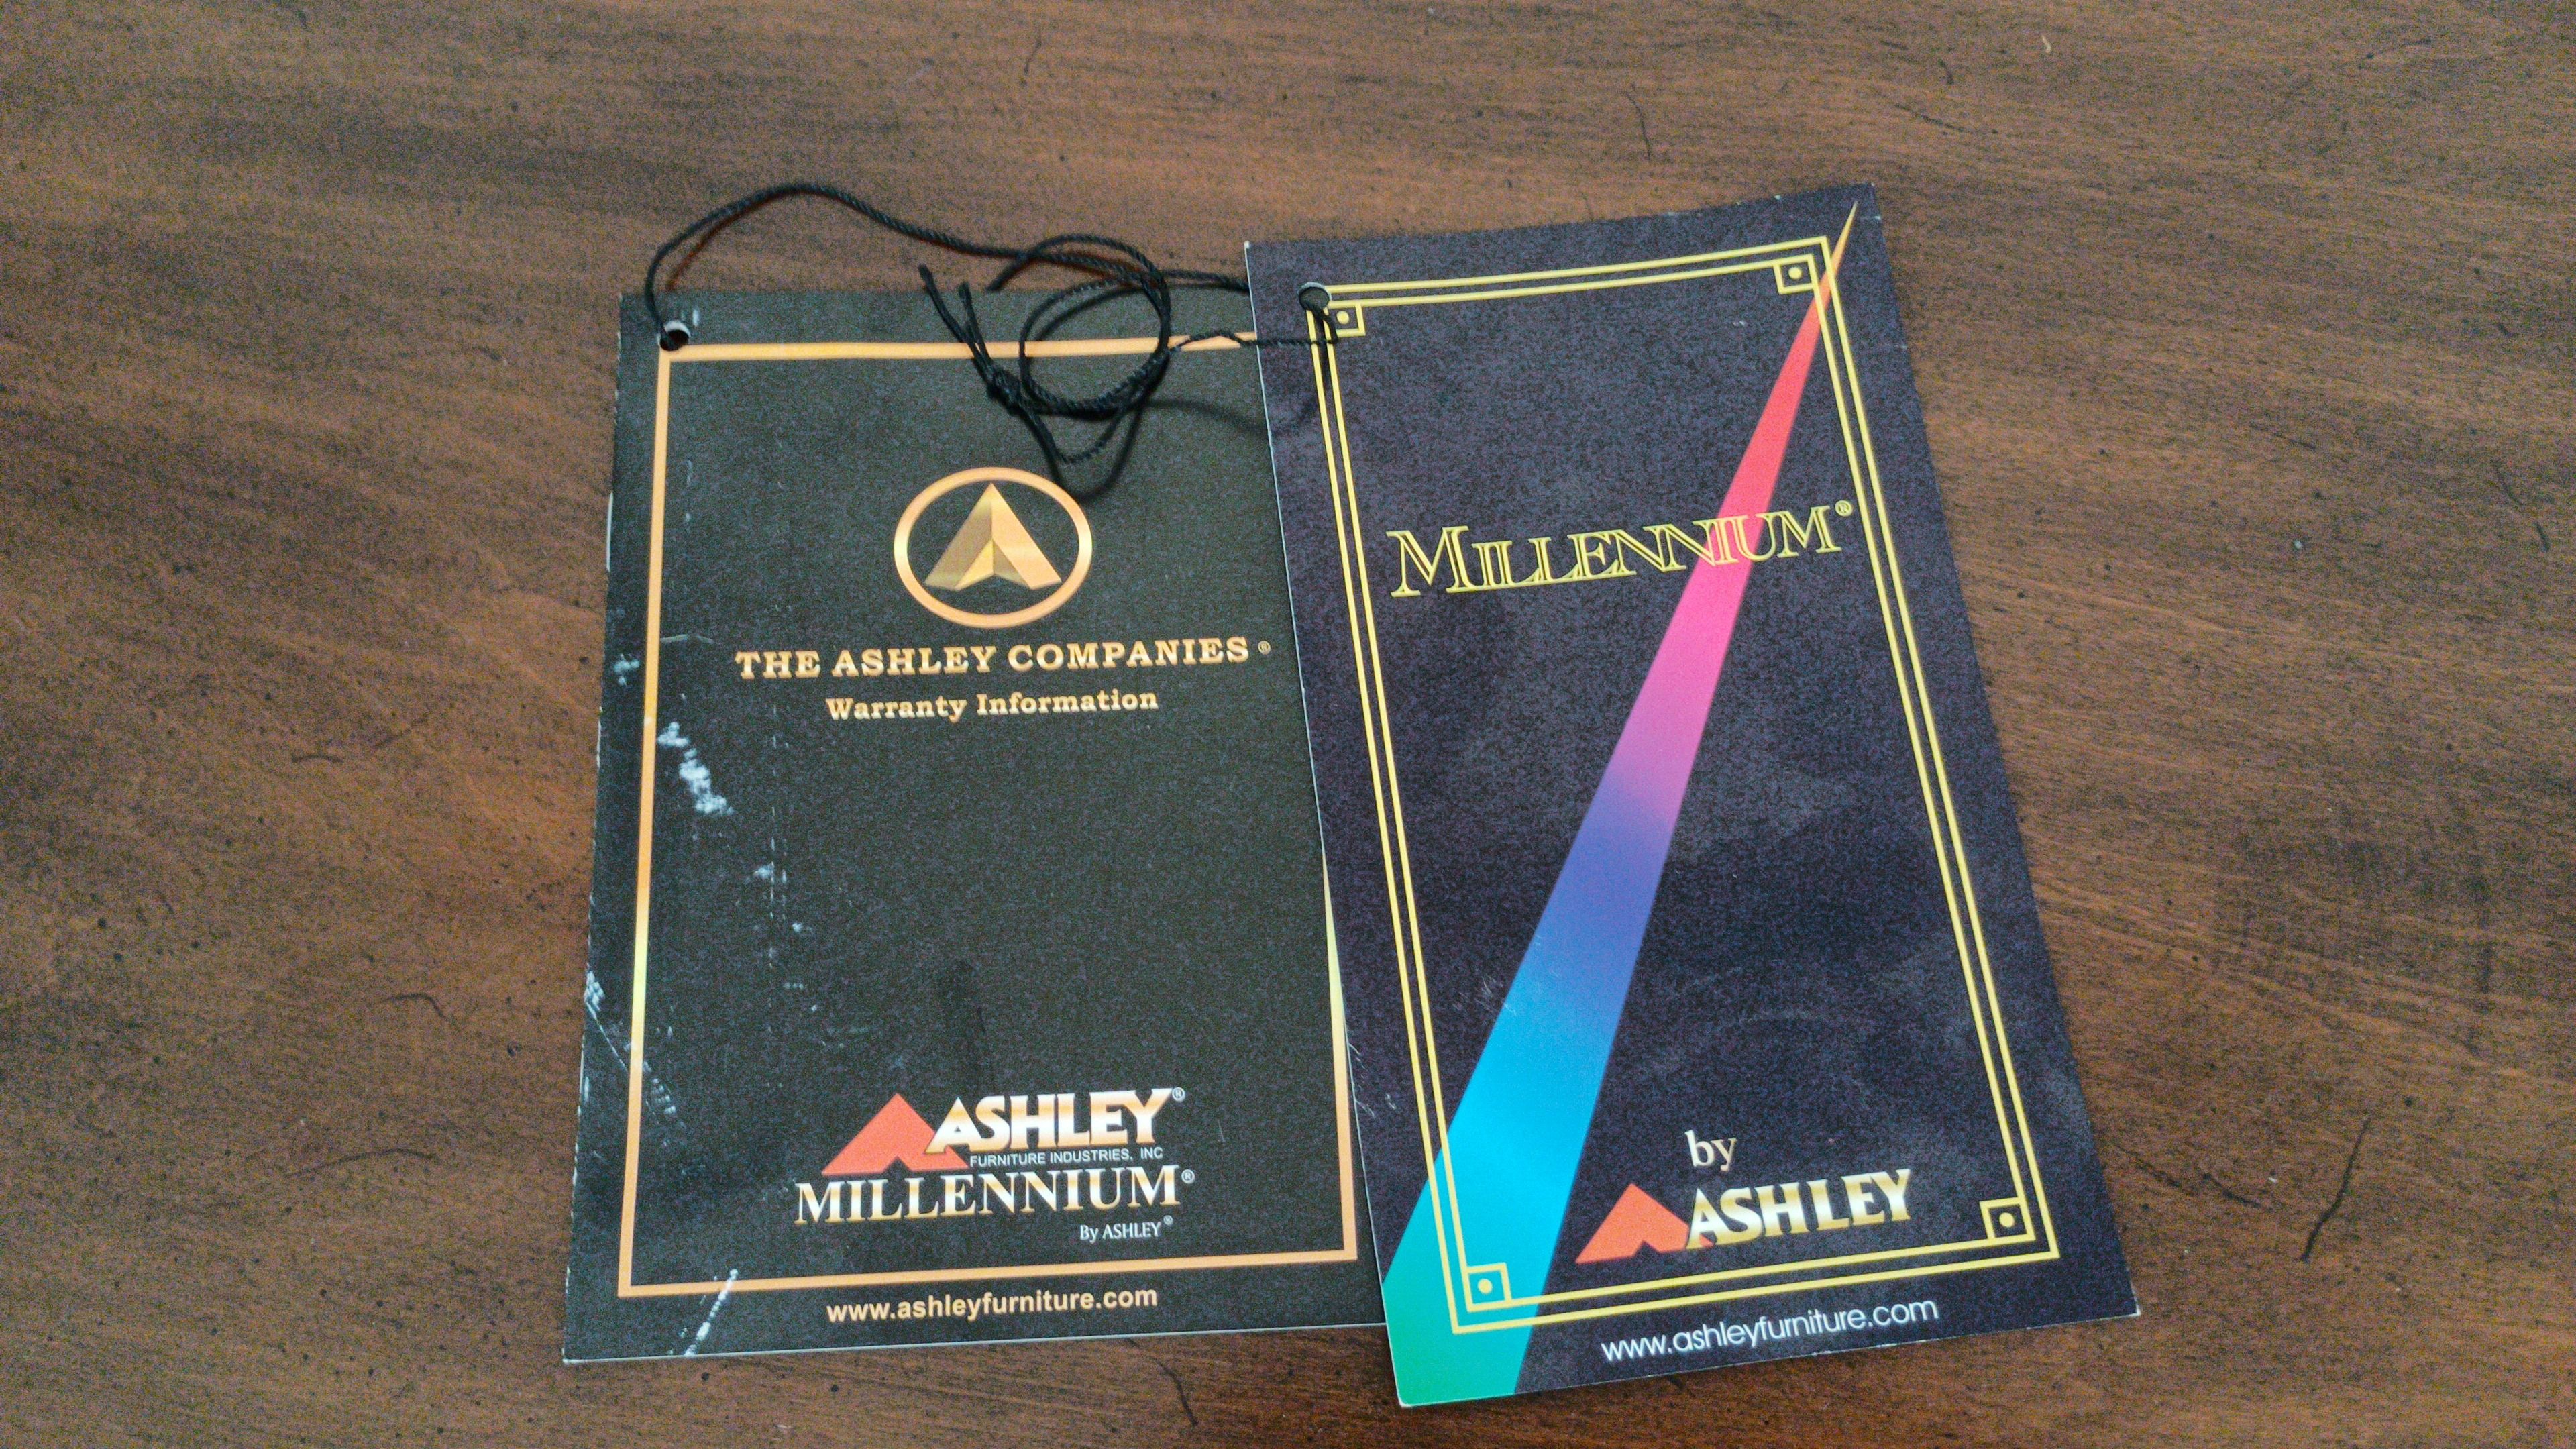 THE ASHLEY COMPANIES®
Warranty Information
ASHLEY®
FURNITURE INDUSTRIES, INC
MILLENNIUM®
By ASHLEY®
www.ashleyfurniture.com
MILLENNIUM®
by
ASHLEY
www.ashleyfurniture.com